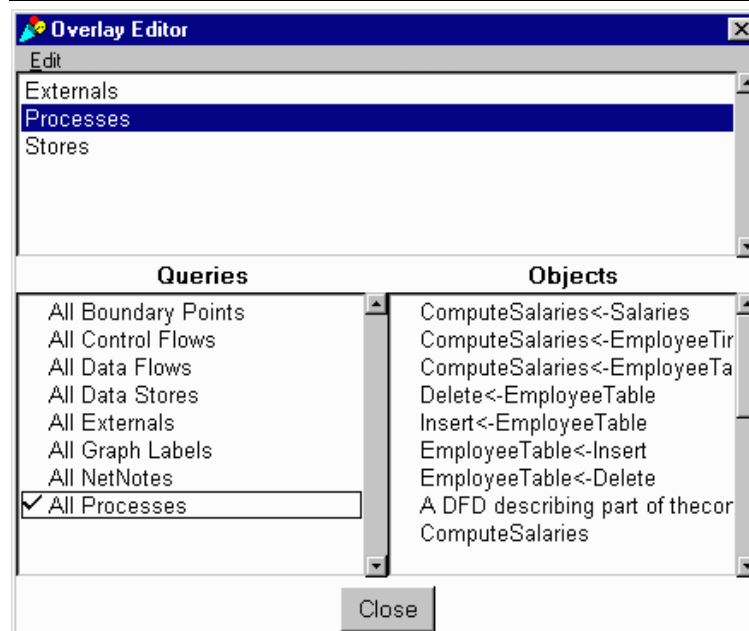 Overlay Editor
Edit
Externals
Processes
Stores
Queries
All Boundary Points
All Control Flows
All Data Flows
All Data Stores
All Externals
All Graph Labels
All NetNotes
All Processes
Objects
ComputeSalaries<-Salaries
ComputeSalaries<-EmployeeTir
ComputeSalaries<-EmployeeTa
Delete<-EmployeeTable
Insert<-EmployeeTable
EmployeeTable<-Insert
EmployeeTable<-Delete
A DFD describing part of thecor
ComputeSalaries
Close